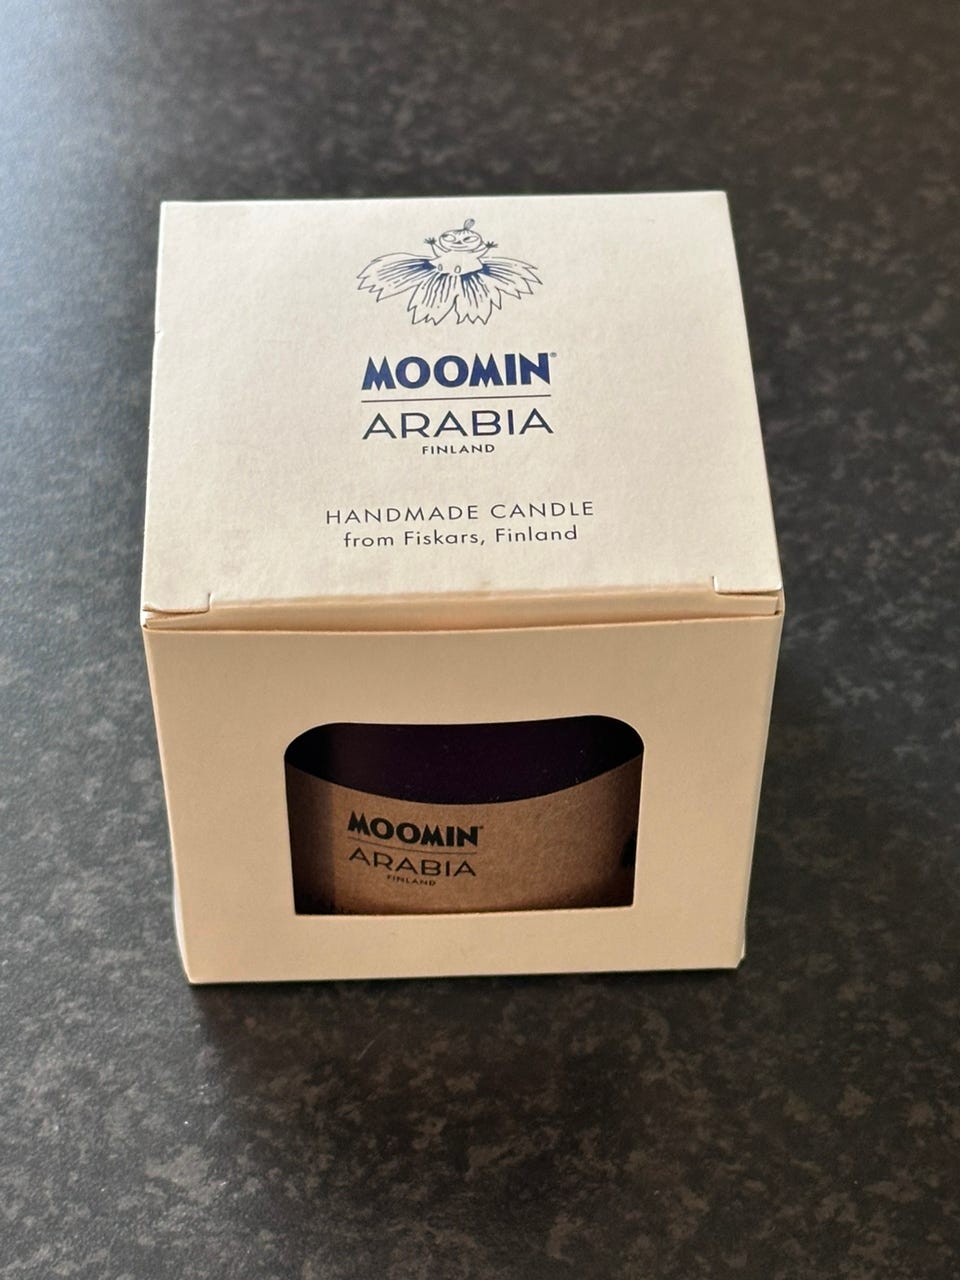 MOOMIN®
ARABIA
FINLAND
HANDMADE CANDLE
from Fiskars, Finland
MOOMIN
ARABIA
FINLAND